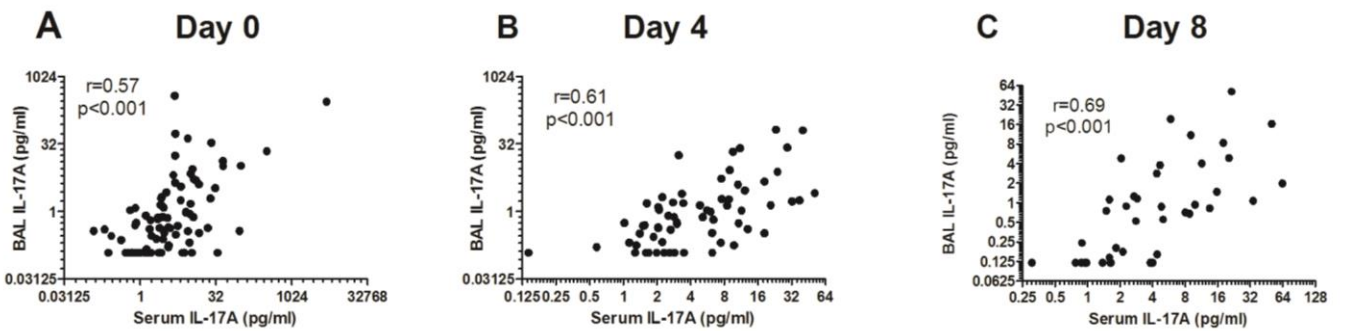 A
Day 0
r=0.57
p<0.001
BAL IL-17A (pg/ml)
1024
32
1
0.03125
0.03125 1 32 1024 32768
Serum IL-17A (pg/ml)
B
Day 4
r=0.61
p<0.001
BAL IL-17A (pg/ml)
1024
32
1
0.03125
0.125 0.25 0.5 1 2 4 8 16 32 64
Serum IL-17A (pg/ml)
C
Day 8
r=0.69
p<0.001
BAL IL-17A (pg/ml)
64
32
16
8
4
2
1
0.5
0.25
0.125
0.0625
0.25 0.5 1 2 4 8 16 32 64 128
Serum IL-17A (pg/ml)